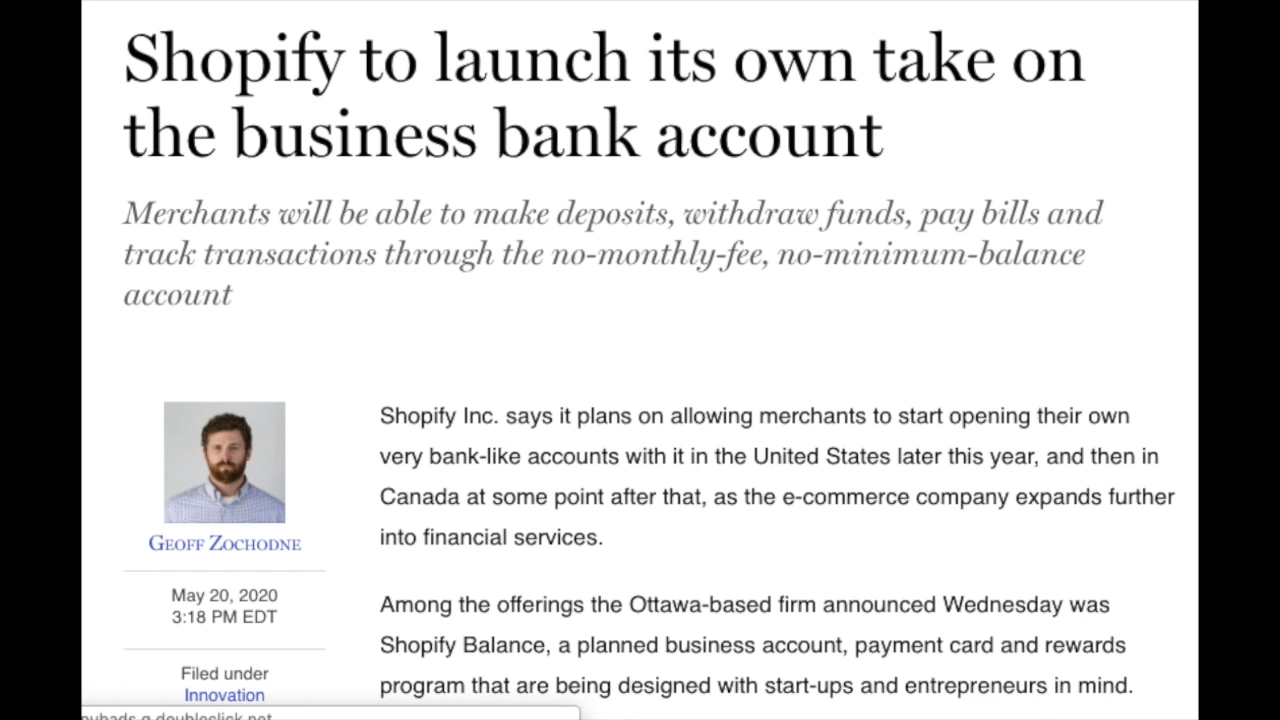 Shopify to launch its own take on
the business bank account
Merchants will be able to make deposits, withdraw funds, pay bills and
track transactions through the no-monthly-fee, no-minimum-balance
account
Geoff Zochodne
May 20, 2020
3:18 PM EDT
Filed under
Innovation
Shopify Inc. says it plans on allowing merchants to start opening their own
very bank-like accounts with it in the United States later this year, and then in
Canada at some point after that, as the e-commerce company expands further
into financial services.
Among the offerings the Ottawa-based firm announced Wednesday was
Shopify Balance, a planned business account, payment card and rewards
program that are being designed with start-ups and entrepreneurs in mind.